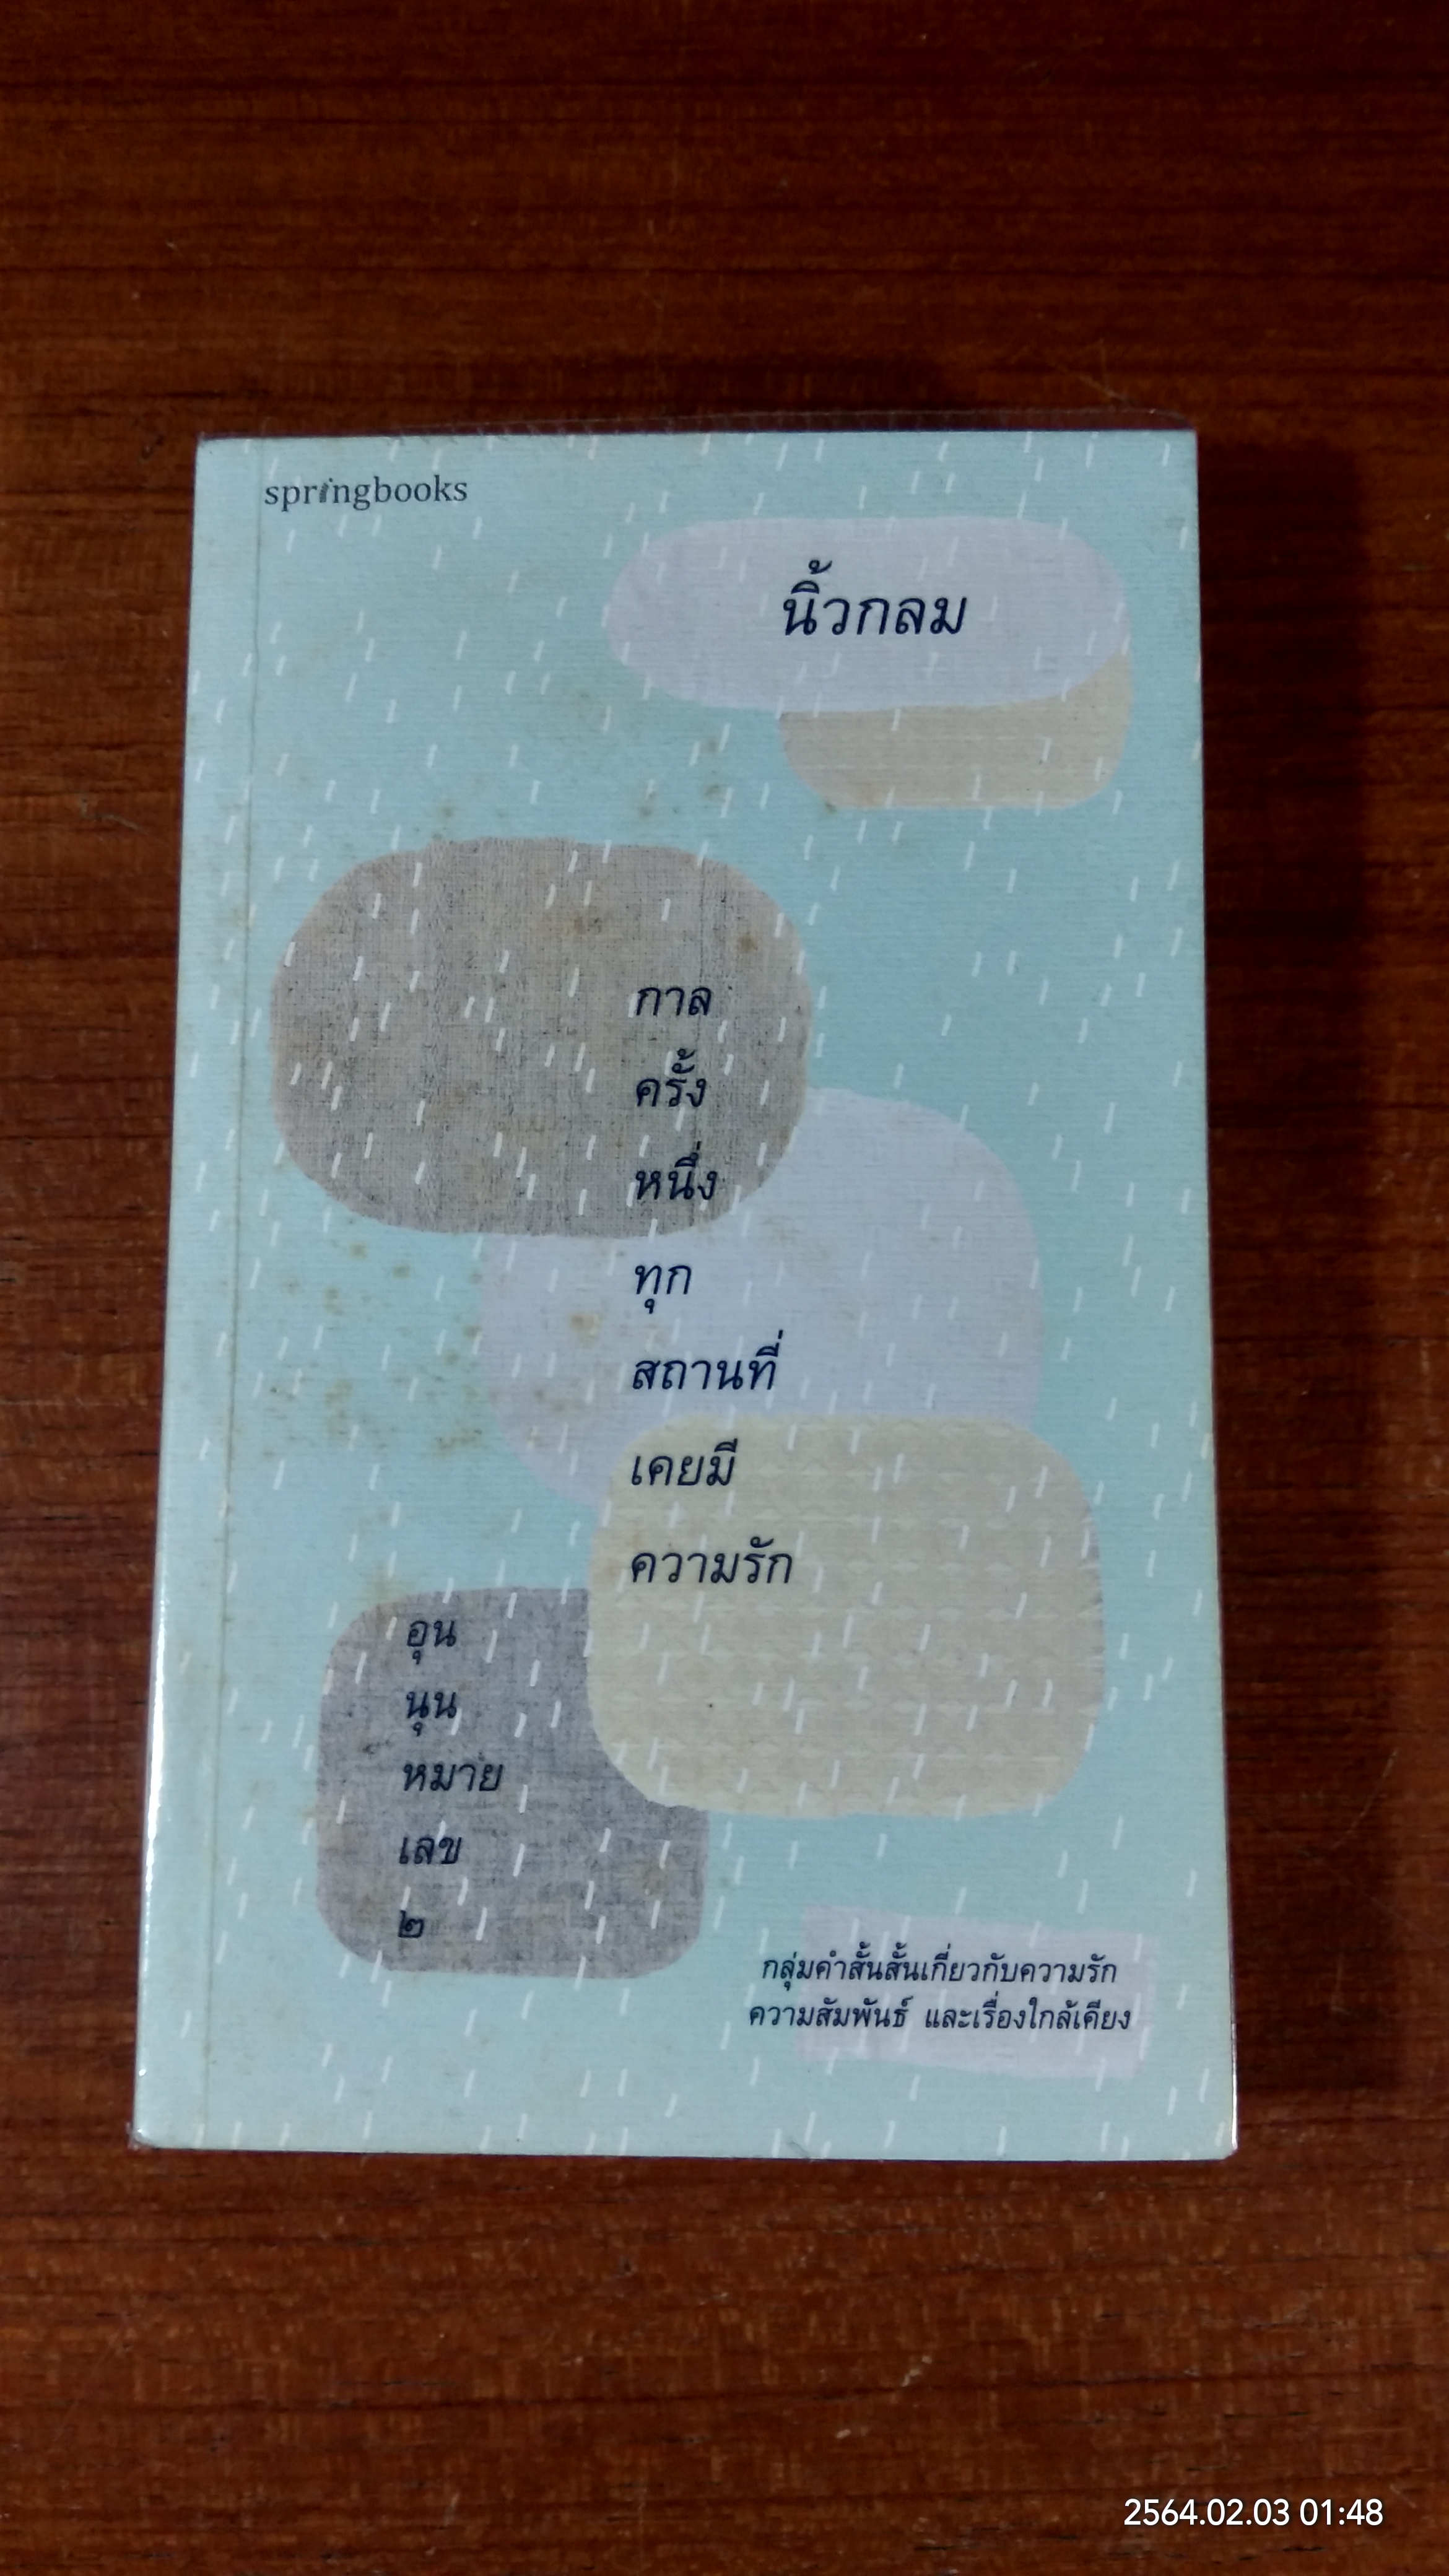 springbooks
นิ้วกลม
กาล
ครั้ง
หนึ่ง
ทุก
สถานที่
เคยมี
ความรัก
อุน
นุน
หมาย
เลข
๒
กลุ่มคำสั้นสั้นเกี่ยวกับความรัก
ความสัมพันธ์ และเรื่องใกล้เคียง
2564.02.03 01:48